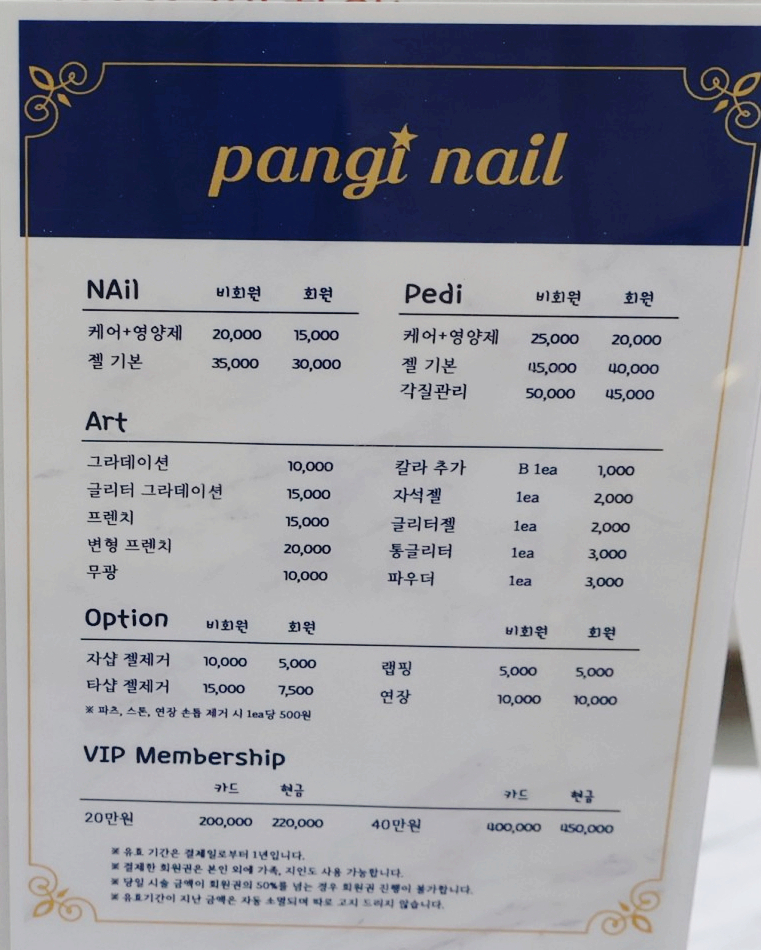 pangi nail
NAil 비회원 회원
케어+영양제 20,000 15,000
젤 기본 35,000 30,000
Pedi 비회원 회원
케어+영양제 25,000 20,000
젤 기본 45,000 40,000
각질관리 50,000 45,000
Art
그라데이션 10,000
글리터 그라데이션 15,000
프렌치 15,000
변형 프렌치 20,000
무광 10,000
칼라 추가 B 1ea 1,000
자석젤 1ea 2,000
글리터젤 1ea 2,000
통글리터 1ea 3,000
파우더 1ea 3,000
Option 비회원 회원
자샵 젤제거 10,000 5,000
타샵 젤제거 15,000 7,500
※ 파츠, 스톤, 연장 손톱 제거 시 1ea당 500원
비회원 회원
랩핑 5,000 5,000
연장 10,000 10,000
VIP Membership
카드 현금
20만원 200,000 220,000
카드 현금
40만원 400,000 450,000
※ 유효 기간은 결제일로부터 1년입니다.
※ 결제한 회원권은 본인 외에 가족, 지인도 사용 가능합니다.
※ 당일 시술 금액이 회원권의 50%를 넘는 경우 회원권 진행이 불가합니다.
※ 유효기간이 지난 금액은 자동 소멸되며 따로 고지 드리지 않습니다.